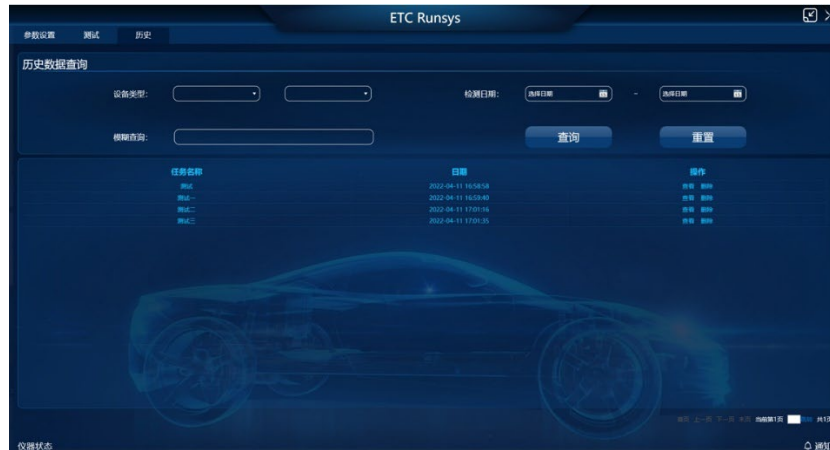 ETC Runsys
参数设置 测试 历史
历史数据查询
设备类型: 检测日期: 选择日期 - 选择日期
模糊查询: 查询 重置
任务名称 日期 操作
测试 2022-04-11 16:58:58 查看 删除
测试一 2022-04-11 16:59:40 查看 删除
测试二 2022-04-11 17:01:16 查看 删除
测试三 2022-04-11 17:01:35 查看 删除
首页 上一页 下一页 末页 当前第1页 跳转 共1页
仪器状态 通知